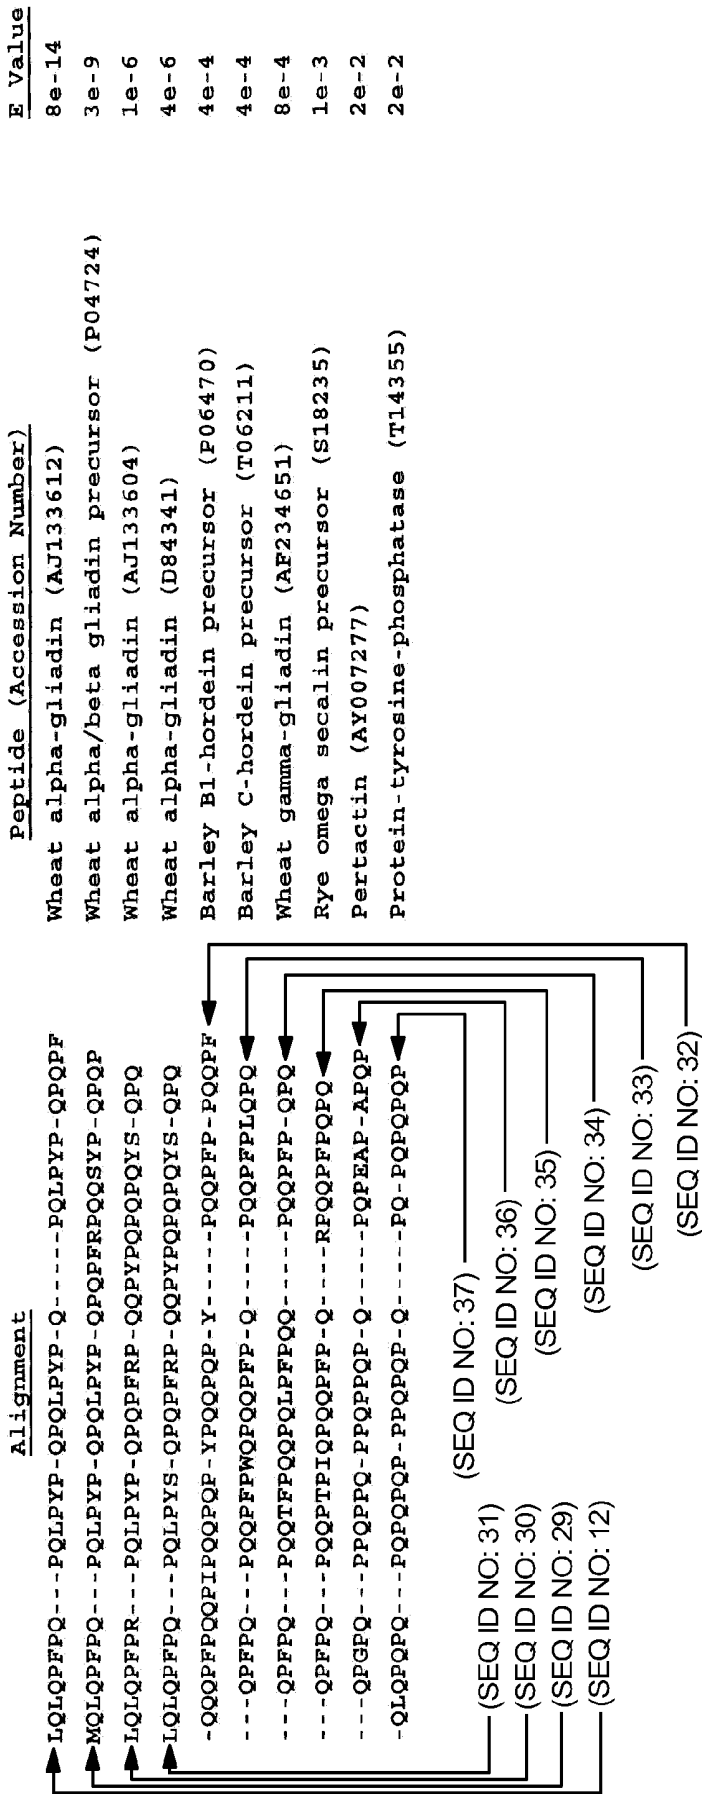 Alignment Peptide (Accession Number) E Value
LQLQPFPQ---PQLPYP-QPQLPYP-Q-----PQLPYP-QPQPF Wheat alpha-gliadin (AJ133612) 8e-14
MQLQPFPQ---PQLPYP-QPQLPYP-QPQPFRPQQSYP-QPQP Wheat alpha/beta gliadin precursor (P04724) 3e-9
LQLQPFPR---PQLPYP-QPQPFRP-QQPYPQPQPQYS-QPQ Wheat alpha-gliadin (AJ133604) 1e-6
LQLQPFPQ---PQLPYS-QPQPFRP-QQPYPQPQPQYS-QPQ Wheat alpha-gliadin (D84341) 4e-6
-QQQPFPQQPIPQQPQP-YPQQPQP-Y-----PQQPFP-PQQPF Barley B1-hordein precursor (P06470) 4e-4
---QPFPQ---PQQPFPWQPQQPFP-Q-----PQQPFPLQPQ Barley C-hordein precursor (T06211) 4e-4
---QPFPQ---PQQTFPQQPQLPFPQQ-----PQQPFP-QPQ Wheat gamma-gliadin (AF234651) 8e-4
---QPFPQ---PQQPTPIQPQQPFP-Q----RPQQPFPQPQ Rye omega secalin precursor (S18235) 1e-3
---QPGPQ---PPQPPQ-PPQPPQP-Q-----PQPEAP-APQP Pertactin (AY007277) 2e-2
-QLQPQPQ---PQPQPQP-PPQPQP-Q-----PQ-PQPQPQP Protein-tyrosine-phosphatase (T14355) 2e-2
(SEQ ID NO: 31)
(SEQ ID NO: 30)
(SEQ ID NO: 29)
(SEQ ID NO: 12)
(SEQ ID NO: 37)
(SEQ ID NO: 36)
(SEQ ID NO: 35)
(SEQ ID NO: 34)
(SEQ ID NO: 33)
(SEQ ID NO: 32)